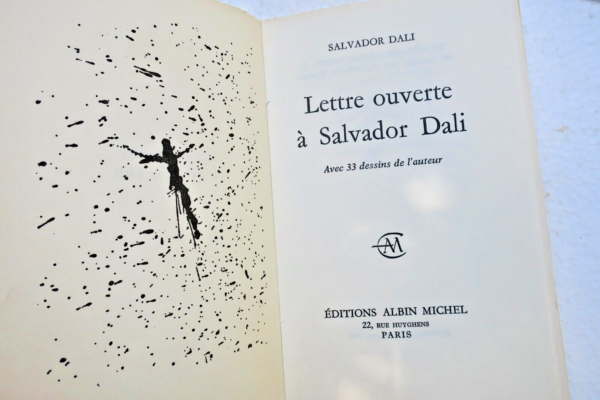 SALVADOR DALI
Lettre ouverte
à Salvador Dali
Avec 33 dessins de l'auteur
AM
ÉDITIONS ALBIN MICHEL
22, RUE HUYGHENS
PARIS